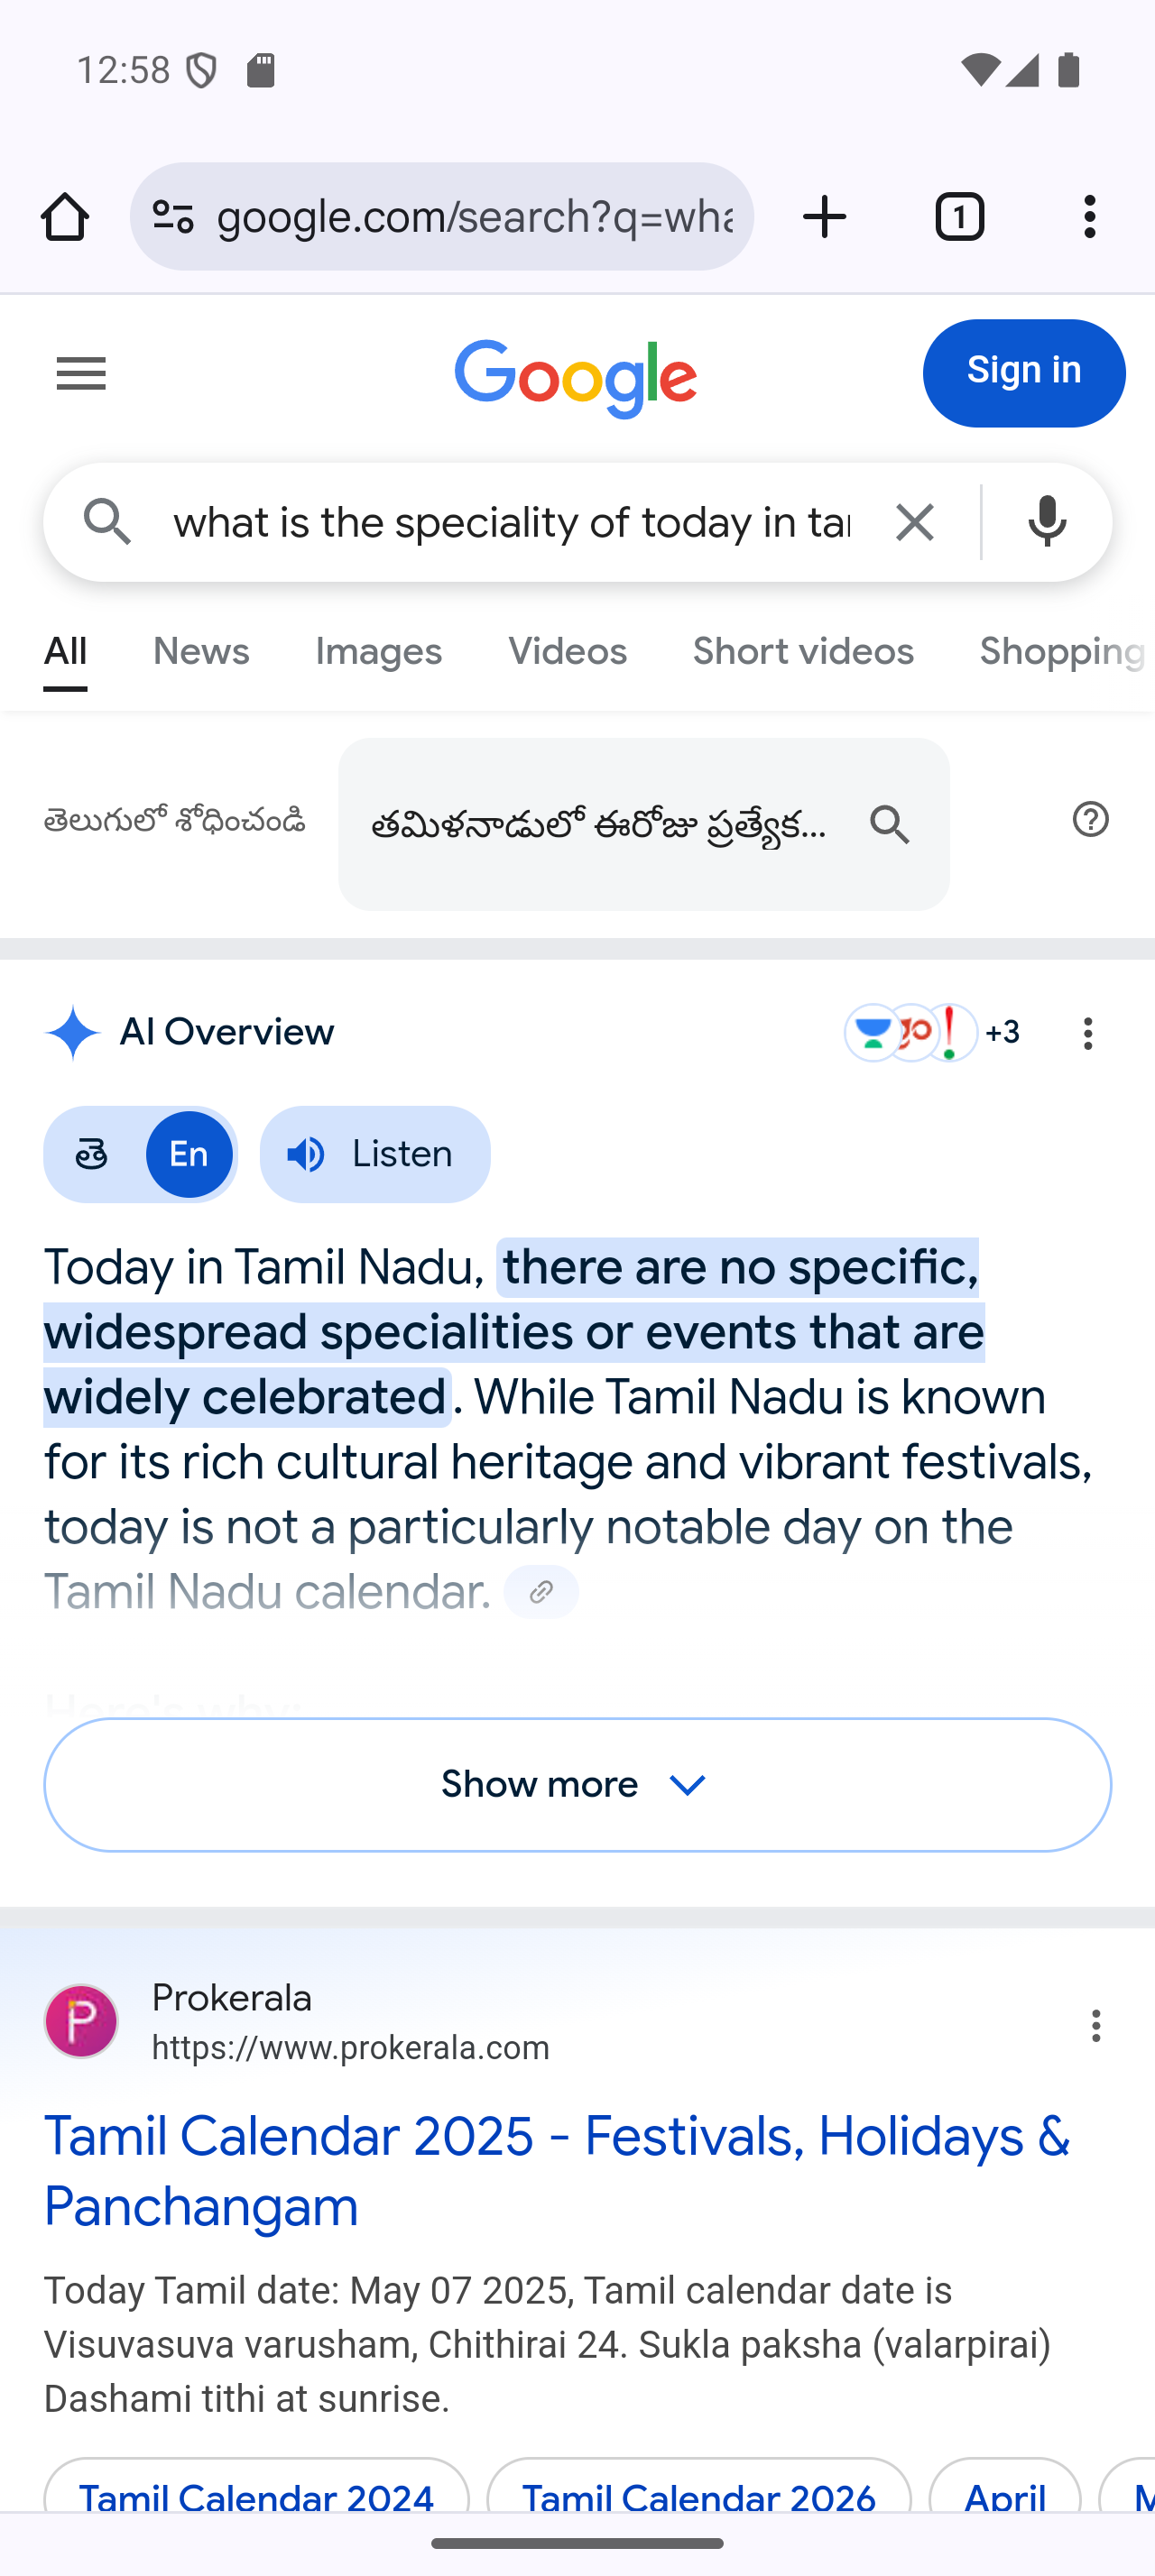 12:58
google.com/search?q=wha
1
Google
Sign in
what is the speciality of today in tar
All News Images Videos Short videos Shopping
తెలుగులో శోధించండి
తమిళనాడులో ఈరోజు ప్రత్యేక...
AI Overview
+3
తె En Listen
Today in Tamil Nadu, there are no specific,
widespread specialities or events that are
widely celebrated. While Tamil Nadu is known
for its rich cultural heritage and vibrant festivals,
today is not a particularly notable day on the
Tamil Nadu calendar.
Here's why:
Show more
Prokerala
https://www.prokerala.com
Tamil Calendar 2025 - Festivals, Holidays &
Panchangam
Today Tamil date: May 07 2025, Tamil calendar date is
Visuvasuva varusham, Chithirai 24. Sukla paksha (valarpirai)
Dashami tithi at sunrise.
Tamil Calendar 2024 Tamil Calendar 2026 April